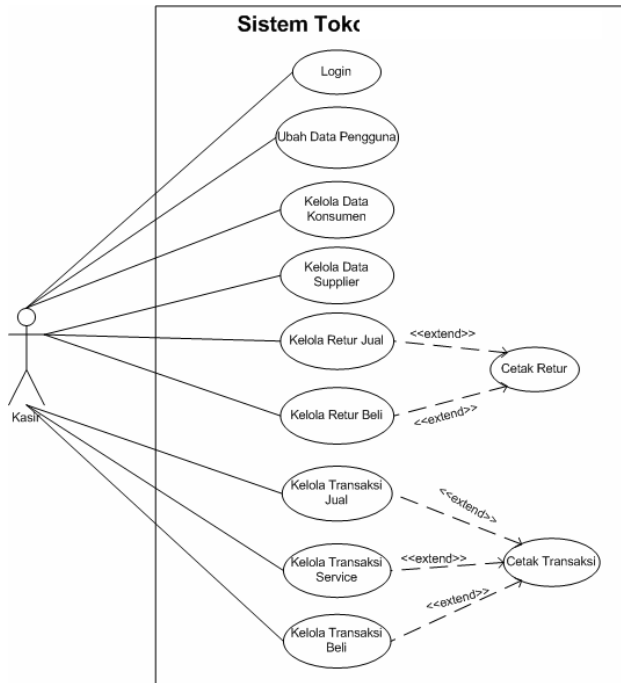 Sistem
Login
Ubah Data Pengguna
Kelola Data
Konsumen
Kelola Data
Supplier
Kelola Retur Jual
<<extend>>
Cetak Retur
Kelola Retur Beli
<<extend>>
Kasir
Kelola Transaksi
Jual
<<extend>>
Kelola Transaksi
Service
<<extend>>
Cetak Transaksi
Kelola Transaksi
Beli
<<extend>>